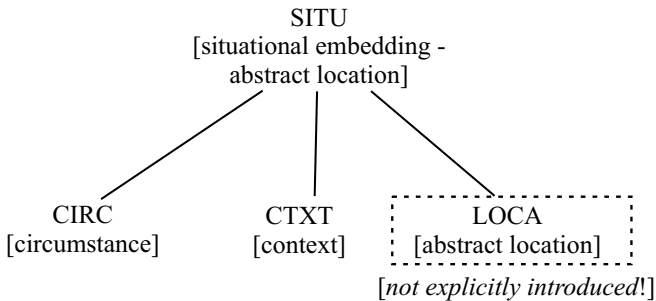 SITU
[situational embedding -
abstract location]
CIRC
[circumstance]
CTXT
[context]
LOCA
[abstract location]
[not explicitly introduced!]